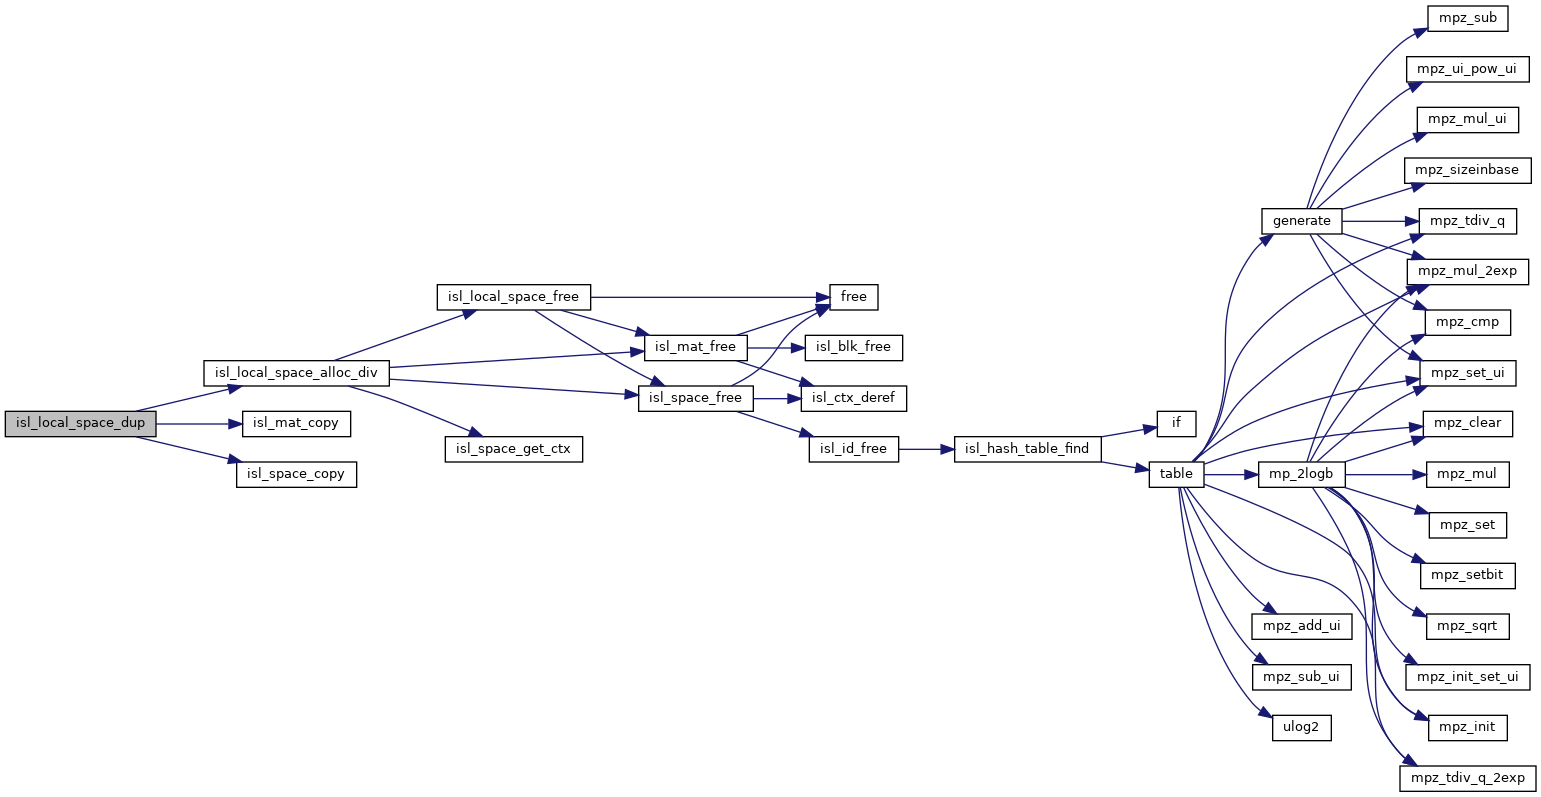 isl_local_space_dup
isl_local_space_alloc_div
isl_mat_copy
isl_space_copy
isl_local_space_free
isl_space_get_ctx
isl_mat_free
isl_space_free
free
isl_blk_free
isl_ctx_deref
isl_id_free
isl_hash_table_find
if
table
generate
mp_2logb
mpz_add_ui
mpz_sub_ui
ulog2
mpz_sub
mpz_ui_pow_ui
mpz_mul_ui
mpz_sizeinbase
mpz_tdiv_q
mpz_mul_2exp
mpz_cmp
mpz_set_ui
mpz_clear
mpz_mul
mpz_set
mpz_setbit
mpz_sqrt
mpz_init_set_ui
mpz_init
mpz_tdiv_q_2exp